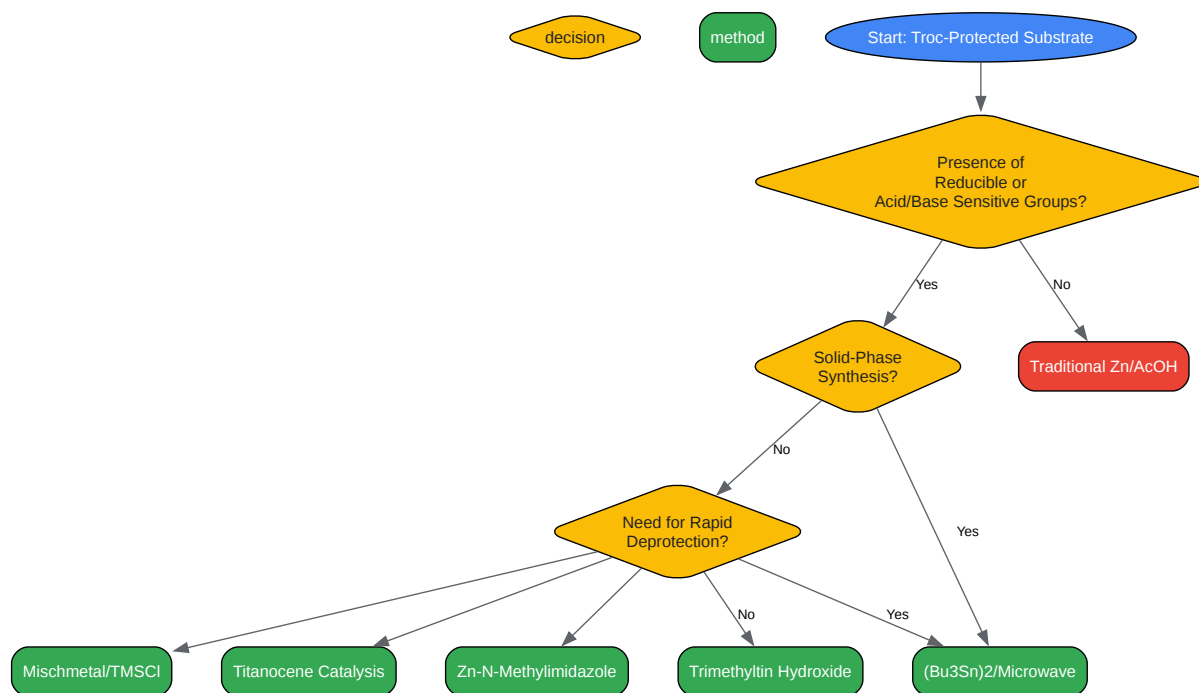 decision
method
Start: Troc-Protected Substrate
Presence of
Reducible or
Acid/Base Sensitive Groups?
Yes
No
Solid-Phase
Synthesis?
Traditional Zn/AcOH
No
Yes
Need for Rapid
Deprotection?
No
Yes
Mischmetal/TMSCl
Titanocene Catalysis
Zn-N-Methylimidazole
Trimethyltin Hydroxide
(Bu3Sn)2/Microwave